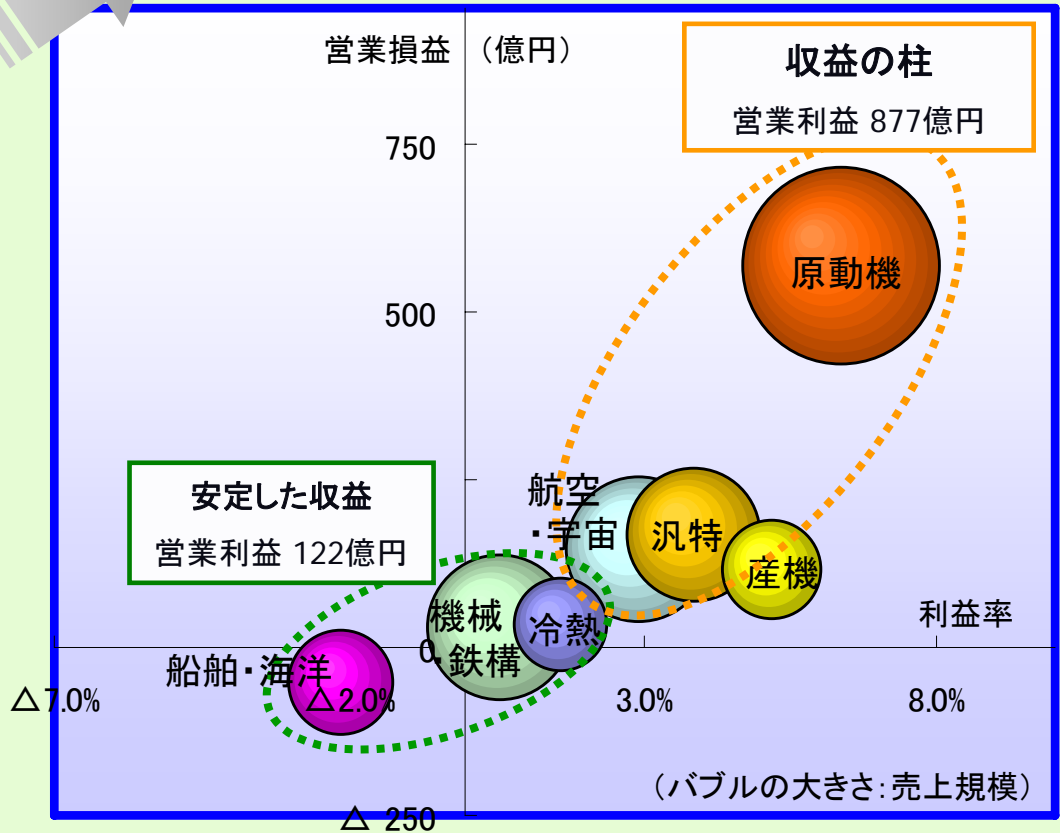 営業損益 （億円）
収益の柱
営業利益 877億円
750
原動機
500
安定した収益
営業利益 122億円
航空
・宇宙
汎特
産機
機械
・鉄構
冷熱
利益率
0
船舶・海洋
△7.0%
△2.0%
3.0%
8.0%
（バブルの大きさ：売上規模）
△ 250